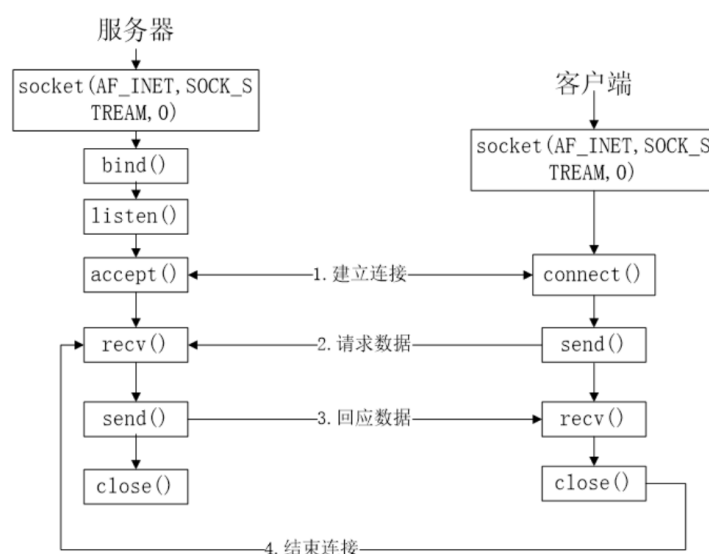 服务器
socket(AF_INET,SOCK_S
TREAM,0)
bind()
listen()
accept()
recv()
send()
close()
客户端
socket(AF_INET,SOCK_S
TREAM,0)
connect()
send()
recv()
close()
1.建立连接
2.请求数据
3.回应数据
4.结束连接